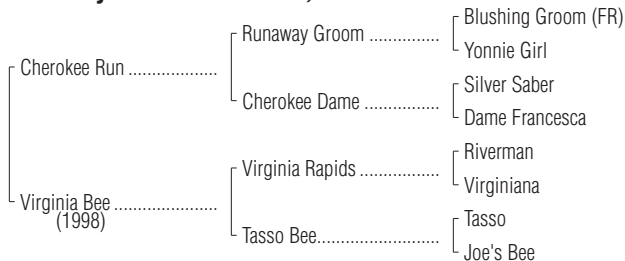 Blushing Groom (FR)
Runaway Groom ................
Yonnie Girl
Cherokee Run ....................
Silver Saber
Cherokee Dame .................
Dame Francesca
Riverman
Virginia Rapids ..................
Virginiana
Virginia Bee .......................
(1998)
Tasso
Tasso Bee...........................
Joe's Bee